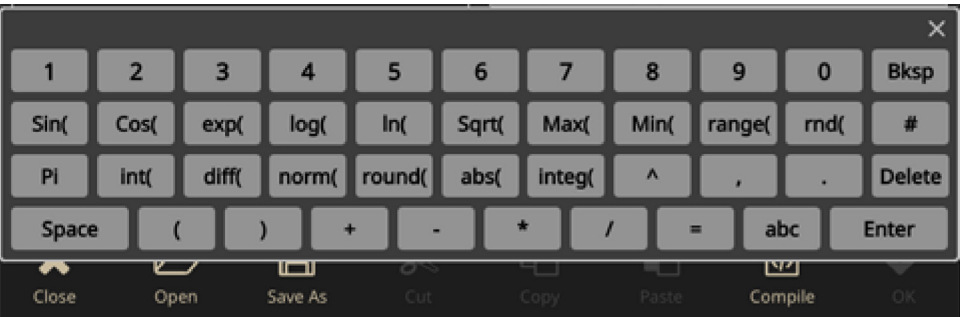 1 2 3 4 5 6 7 8 9 0 Bksp
Sin( Cos( exp( log( ln( Sqrt( Max( Min( range( rnd( #
Pi int( diff( norm( round( abs( integ( ^ , . Delete
Space ( ) + - * / = abc Enter
Close Open Save As Cut Copy Paste Compile OK